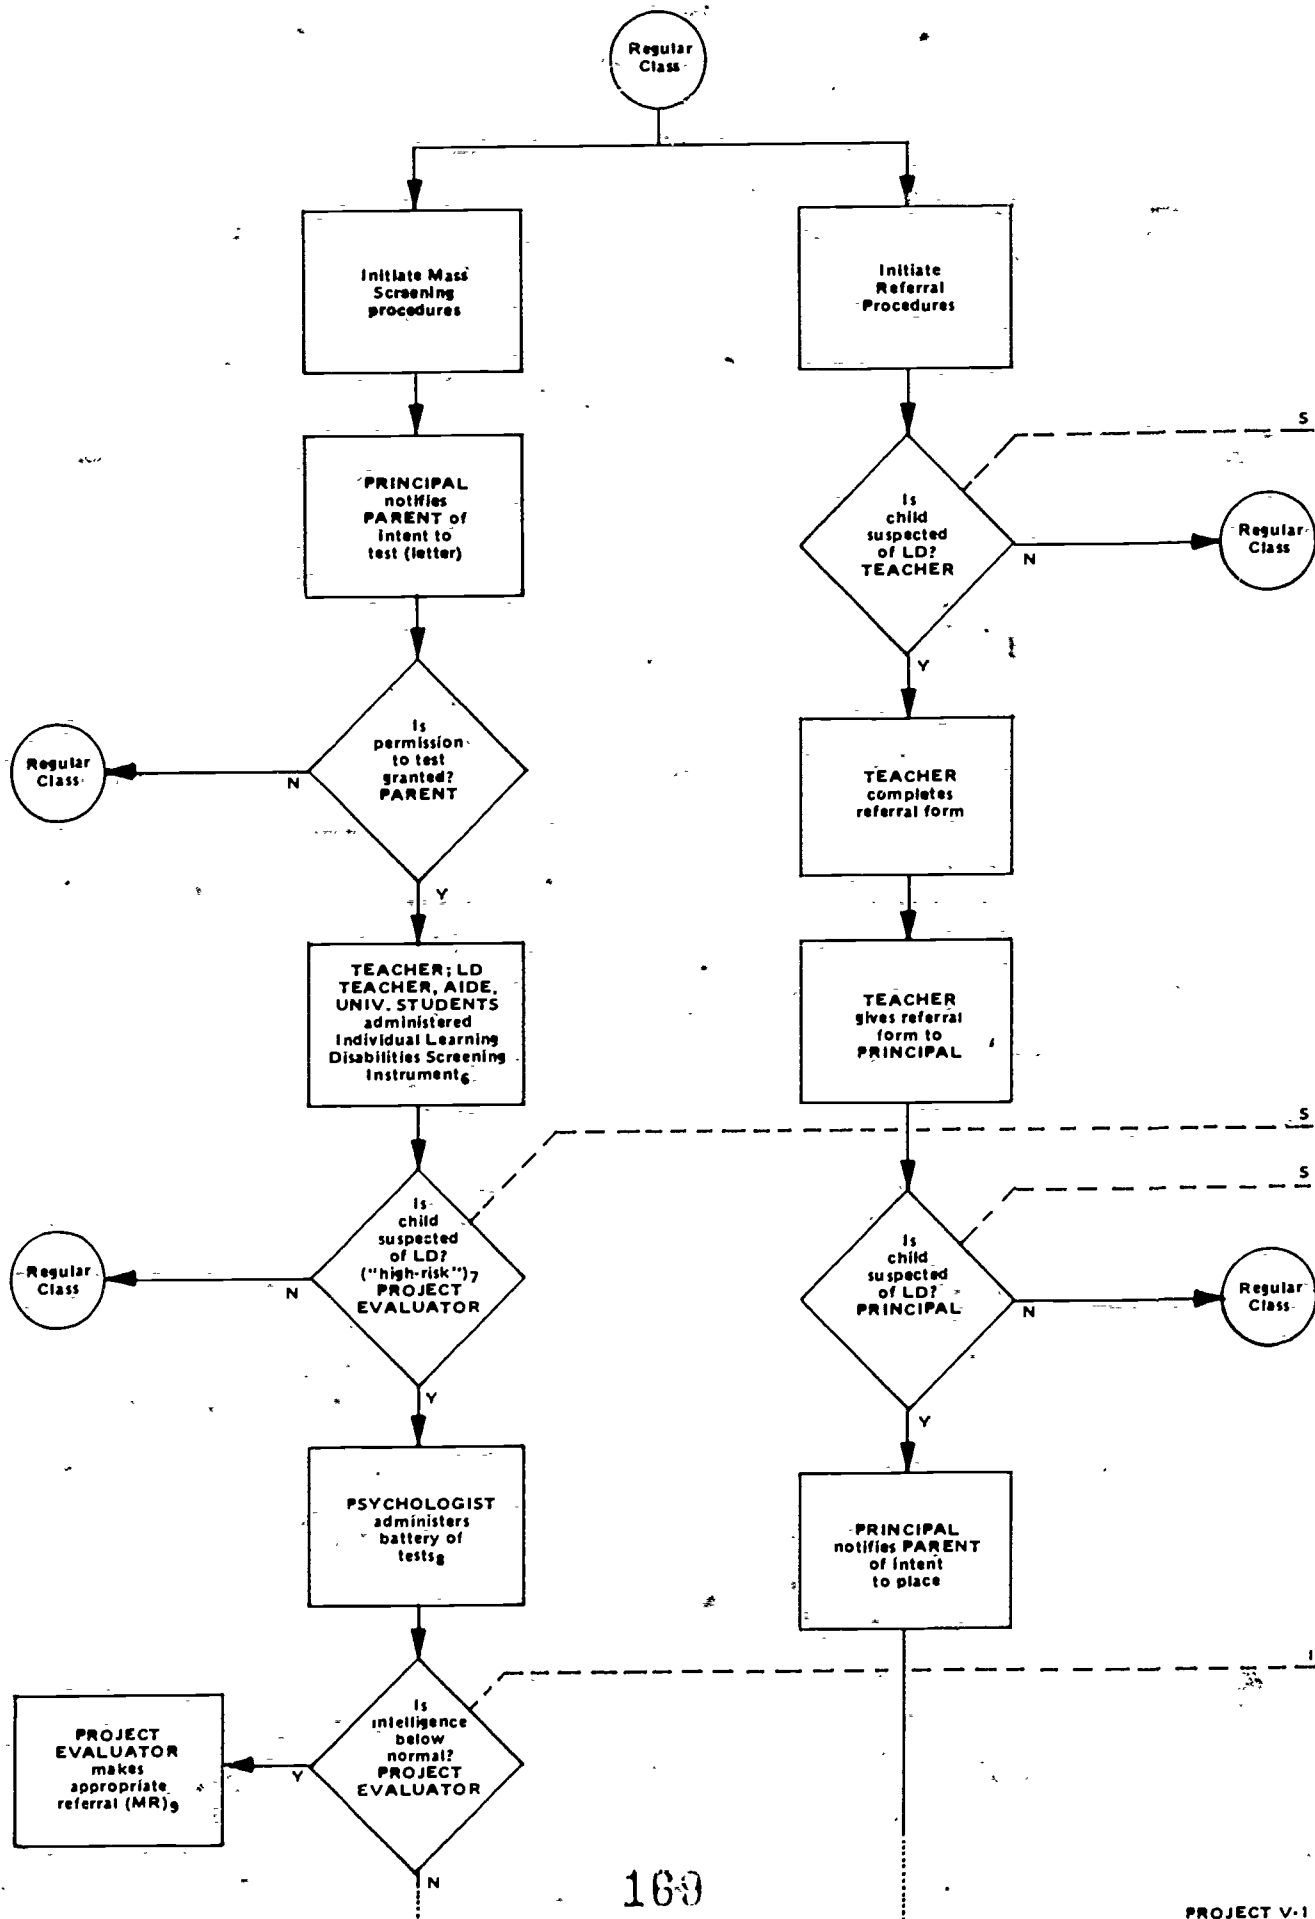 Regular
Class
Initiate Mass
Screening
procedures
Initiate
Referral
Procedures
PRINCIPAL
notifies
PARENT of
intent to
test (letter)
S
Is
child
suspected
of LD?
TEACHER
N
Regular
Class
Y
Is
permission
to test
granted?
PARENT
N
Regular
Class
Y
TEACHER
completes
referral form
TEACHER; LD
TEACHER, AIDE,
UNIV. STUDENTS
administered
Individual Learning
Disabilities Screening
Instrument6
TEACHER
gives referral
form to
PRINCIPAL
S
S
Is
child
suspected
of LD?
("high-risk")7
PROJECT
EVALUATOR
N
Regular
Class
Y
Is
child
suspected
of LD?
PRINCIPAL
N
Regular
Class
Y
PSYCHOLOGIST
administers
battery of
tests8
PRINCIPAL
notifies PARENT
of intent
to place
I
Is
intelligence
below
normal?
PROJECT
EVALUATOR
Y
PROJECT
EVALUATOR
makes
appropriate
referral (MR)9
N
169
PROJECT V-1